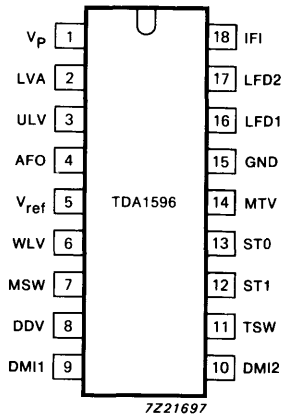 VP 1 18 IFI
LVA 2 17 LFD2
ULV 3 16 LFD1
AFO 4 15 GND
Vref 5 TDA1596 14 MTV
WLV 6 13 ST0
MSW 7 12 ST1
DDV 8 11 TSW
DMI1 9 10 DMI2
7Z21697